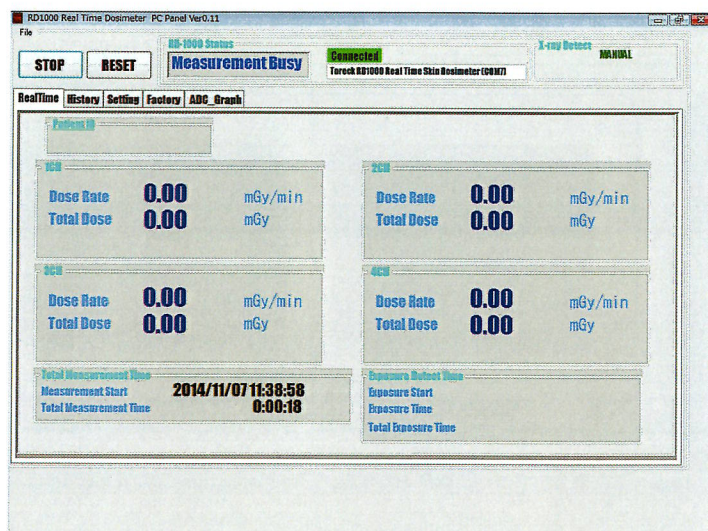 RD1000 Real Time Dosimeter PC Panel Ver0.11
File
STOP RESET
RD-1000 Status
Measurement Busy
Connected
Toreck RD1000 Real Time Skin Dosimeter (COM7)
X-ray Detect
MANUAL
RealTime History Setting Factory ADC_Graph
Patient ID
1CH
Dose Rate 0.00 mGy/min
Total Dose 0.00 mGy
2CH
Dose Rate 0.00 mGy/min
Total Dose 0.00 mGy
3CH
Dose Rate 0.00 mGy/min
Total Dose 0.00 mGy
4CH
Dose Rate 0.00 mGy/min
Total Dose 0.00 mGy
Total Measurement Time
Measurement Start 2014/11/07 11:38:58
Total Measurement Time 0:00:18
Exposure Detect Time
Exposure Start
Exposure Time
Total Exposure Time